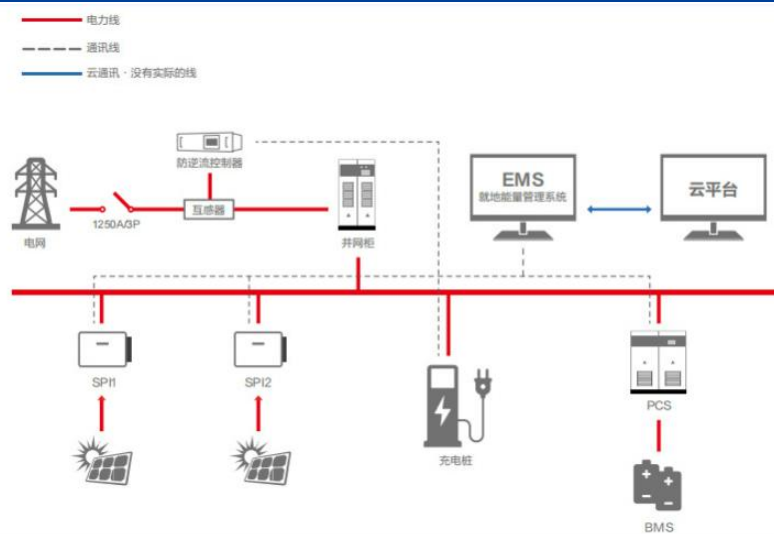 电力线
通讯线
云通讯·没有实际的线
防逆流控制器
EMS
就地能量管理系统
云平台
互感器
1250A/3P
电网
并网柜
SPI1
SPI2
PCS
充电桩
BMS